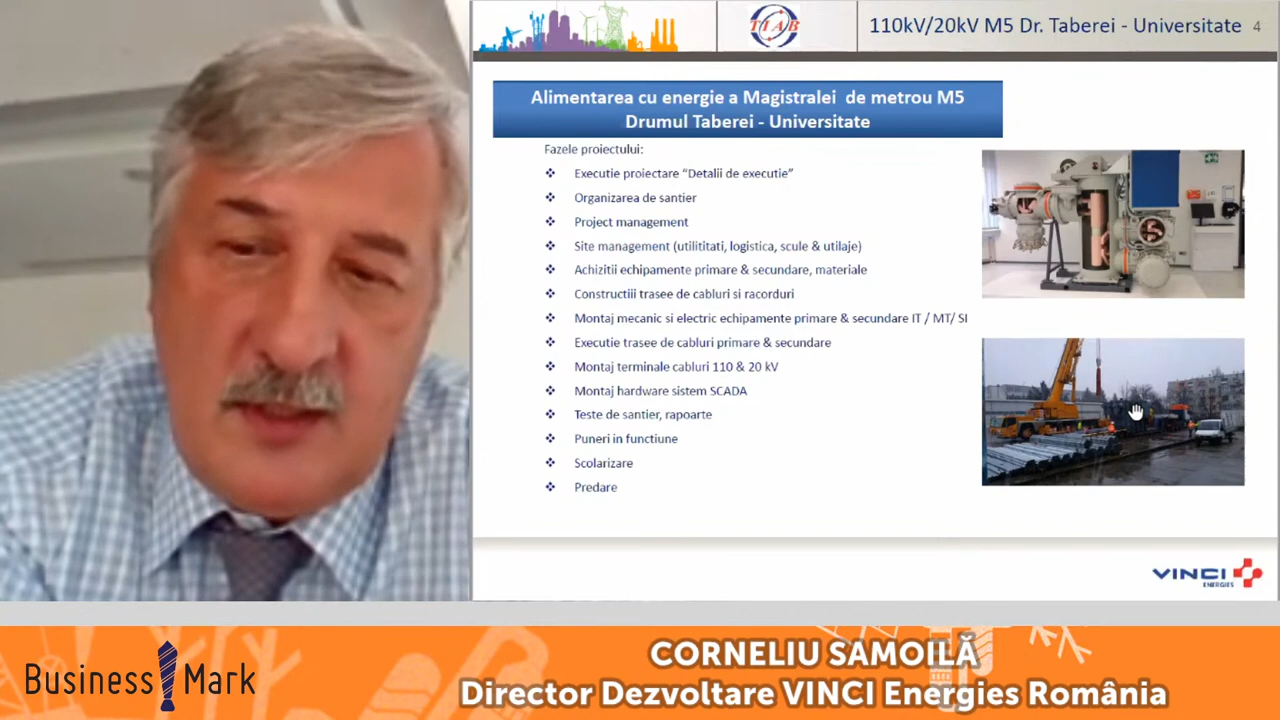 TIAB
110kV/20kV M5 Dr. Taberei - Universitate 4
Alimentarea cu energie a Magistralei de metrou M5
Drumul Taberei - Universitate
Fazele proiectului:
Executie proiectare “Detalii de executie”
Organizarea de santier
Project management
Site management (utilititati, logistica, scule & utilaje)
Achizitii echipamente primare & secundare, materiale
Constructiii trasee de cabluri si racorduri
Montaj mecanic si electric echipamente primare & secundare IT / MT/ SI
Executie trasee de cabluri primare & secundare
Montaj terminale cabluri 110 & 20 kV
Montaj hardware sistem SCADA
Teste de santier, rapoarte
Puneri in functiune
Scolarizare
Predare
VINCI
ENERGIES
Business Mark
CORNELIU SAMOILĂ
Director Dezvoltare VINCI Energies România